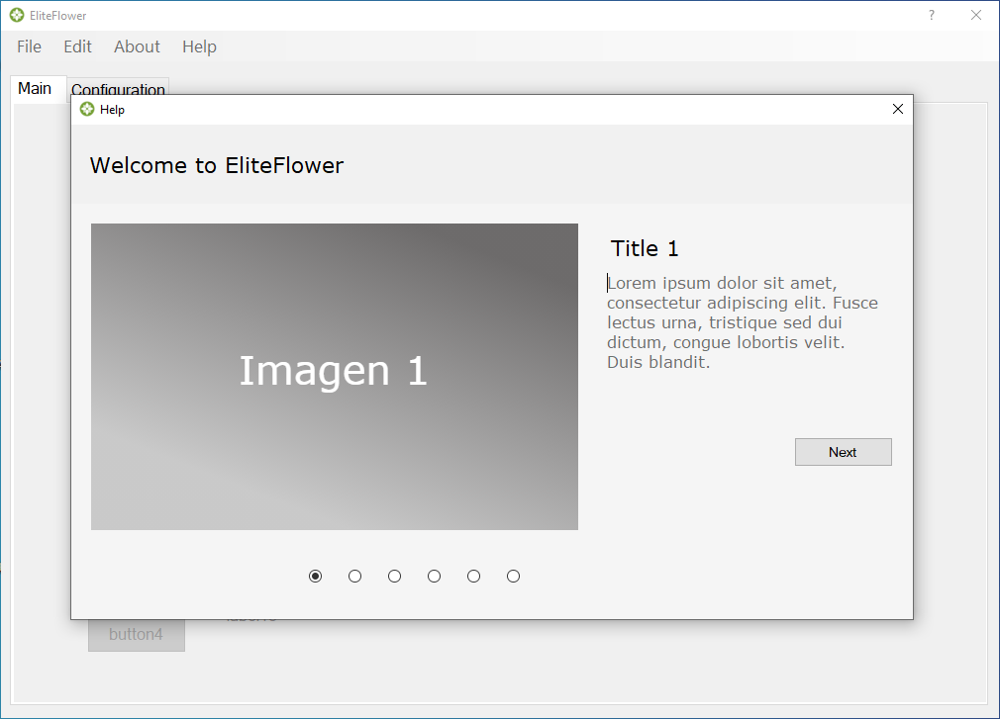 EliteFlower
File Edit About Help
Main Configuration
Help
Welcome to EliteFlower
Imagen 1
Title 1
Lorem ipsum dolor sit amet,
consectetur adipiscing elit. Fusce
lectus urna, tristique sed dui
dictum, congue lobortis velit.
Duis blandit.
Next
button4